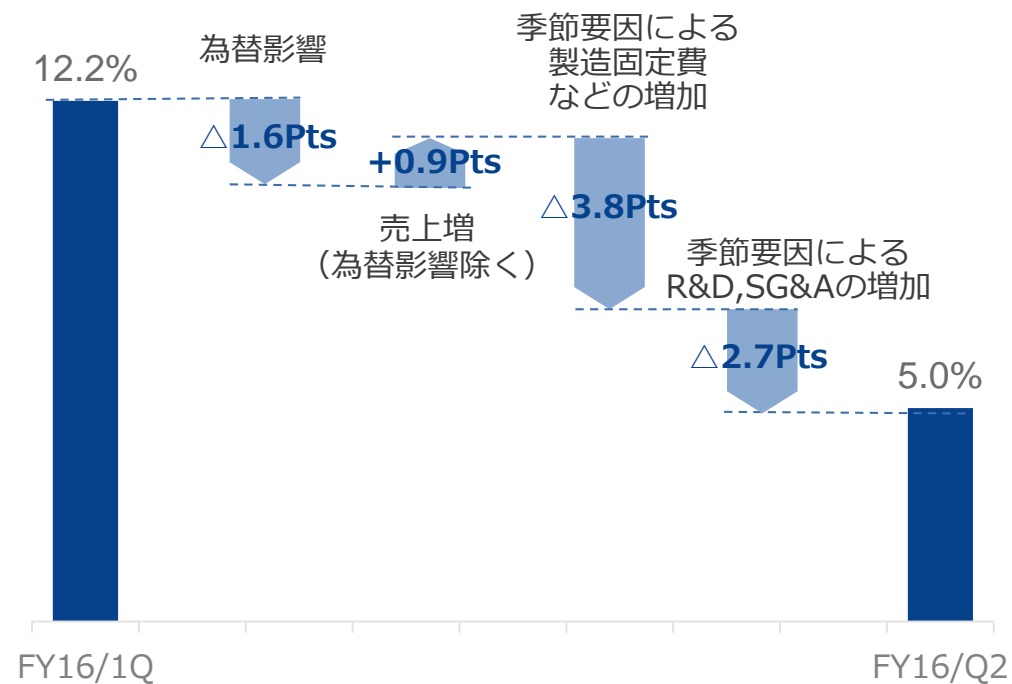 12.2%
為替影響
△1.6Pts
+0.9Pts
売上増
（為替影響除く）
季節要因による
製造固定費
などの増加
△3.8Pts
季節要因による
R&D,SG&Aの増加
△2.7Pts
5.0%
FY16/1Q
FY16/Q2